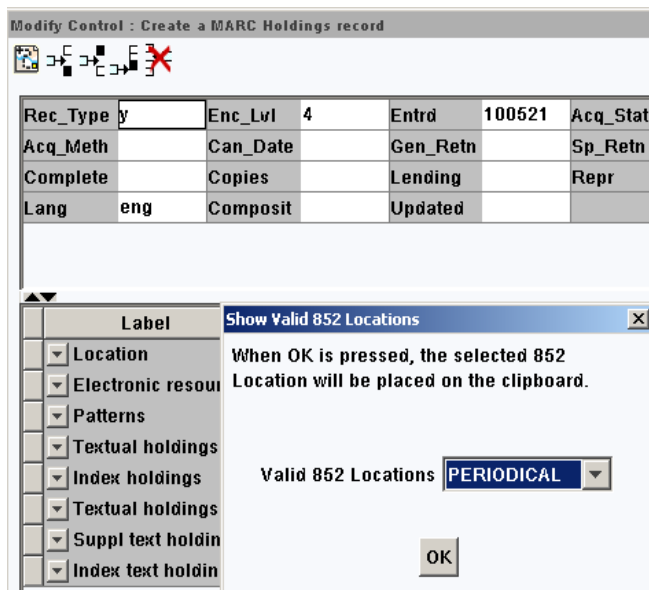 Modify Control : Create a MARC Holdings record
Rec_Type y Enc_Lvl 4 Entrd 100521 Acq_Stat
Acq_Meth Can_Date Gen_Retn Sp_Retn
Complete Copies Lending Repr
Lang eng Composit Updated
Label
Location
Electronic resour
Patterns
Textual holdings
Index holdings
Textual holdings
Suppl text holdin
Index text holdin
Show Valid 852 Locations
When OK is pressed, the selected 852
Location will be placed on the clipboard.
Valid 852 Locations PERIODICAL
OK